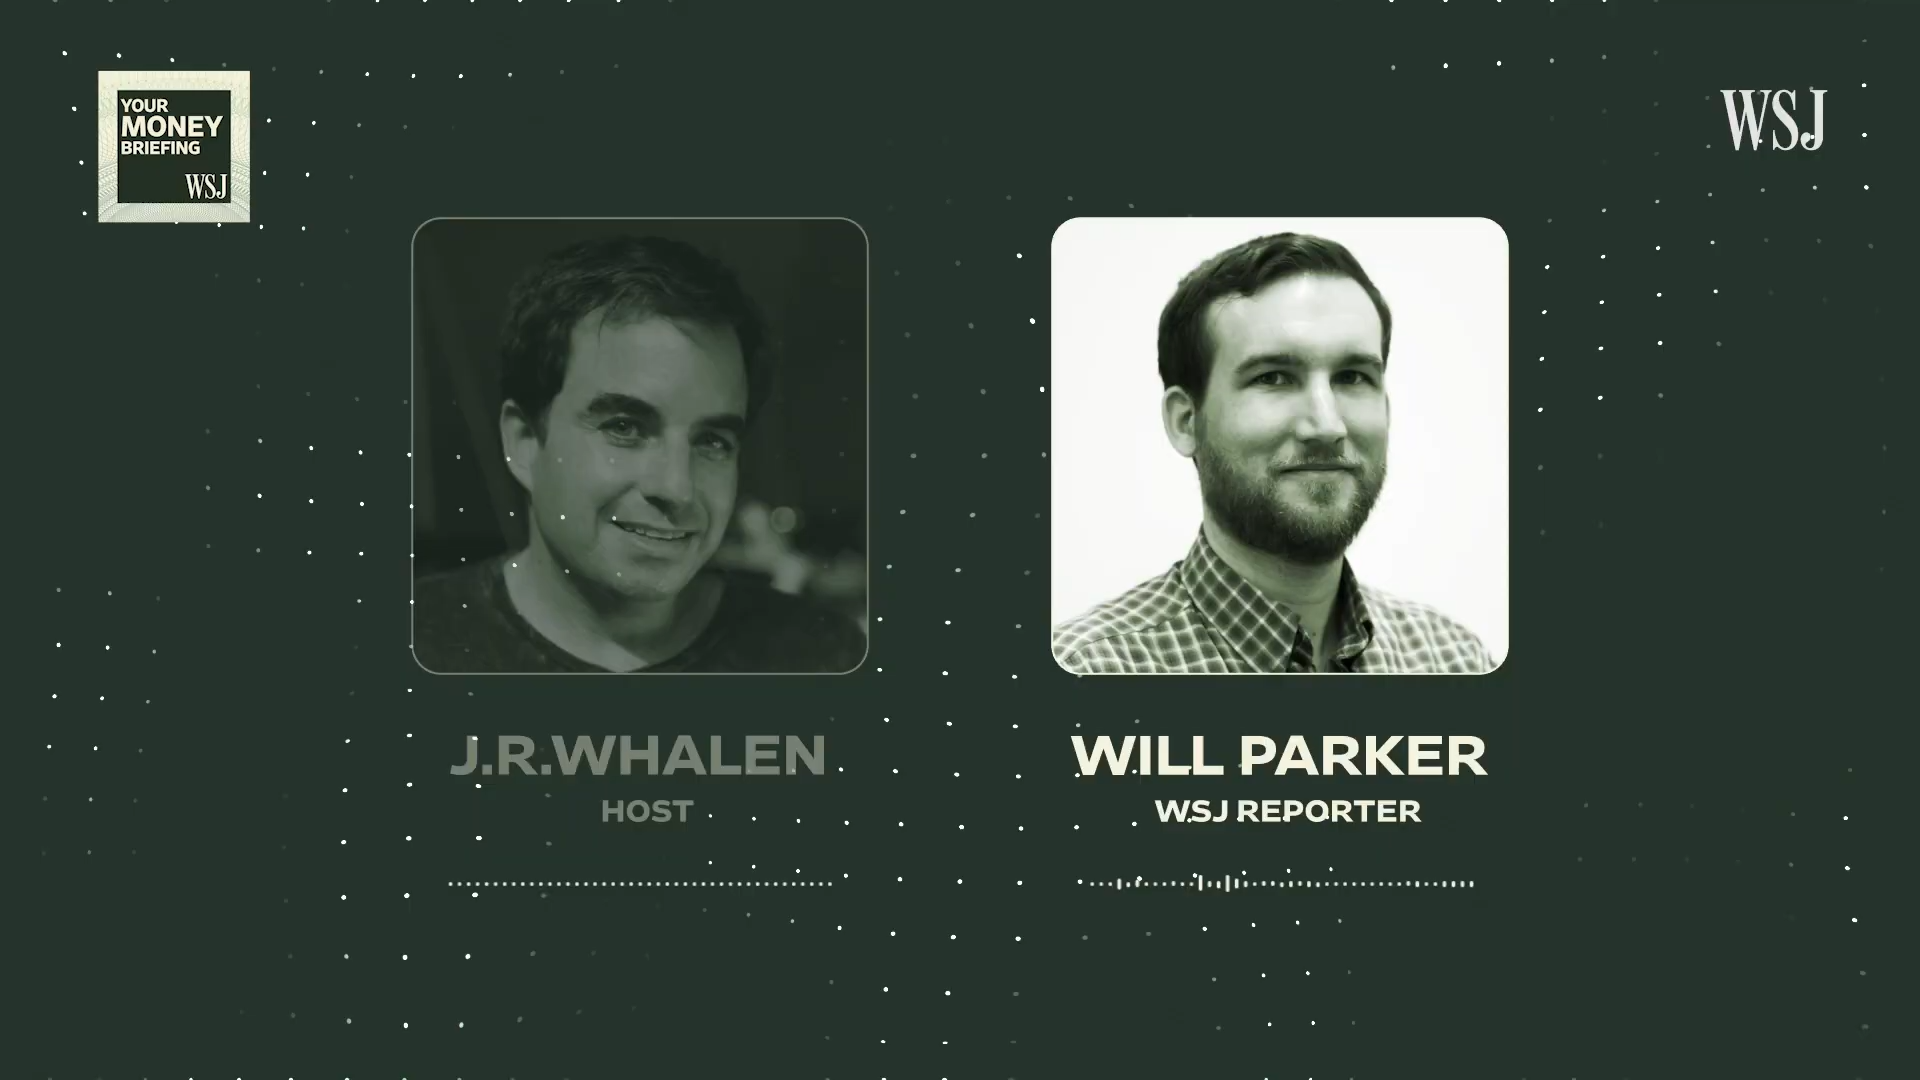 YOUR
MONEY
BRIEFING
WSJ
WSJ
J.R.WHALEN
HOST
WILL PARKER
WSJ REPORTER